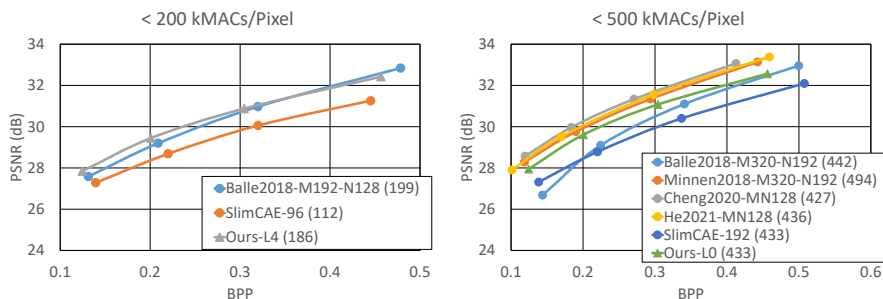 < 200 kMACs/Pixel
34
32
30
28
26
24
PSNR (dB)
0.1
0.2
0.3
0.4
0.5
BPP
Balle2018-M192-N128 (199)
SlimCAE-96 (112)
Ours-L4 (186)
< 500 kMACs/Pixel
34
32
30
28
26
24
PSNR (dB)
0.1
0.2
0.3
0.4
0.5
0.6
BPP
Balle2018-M320-N192 (442)
Minnen2018-M320-N192 (494)
Cheng2020-MN128 (427)
He2021-MN128 (436)
SlimCAE-192 (433)
Ours-L0 (433)